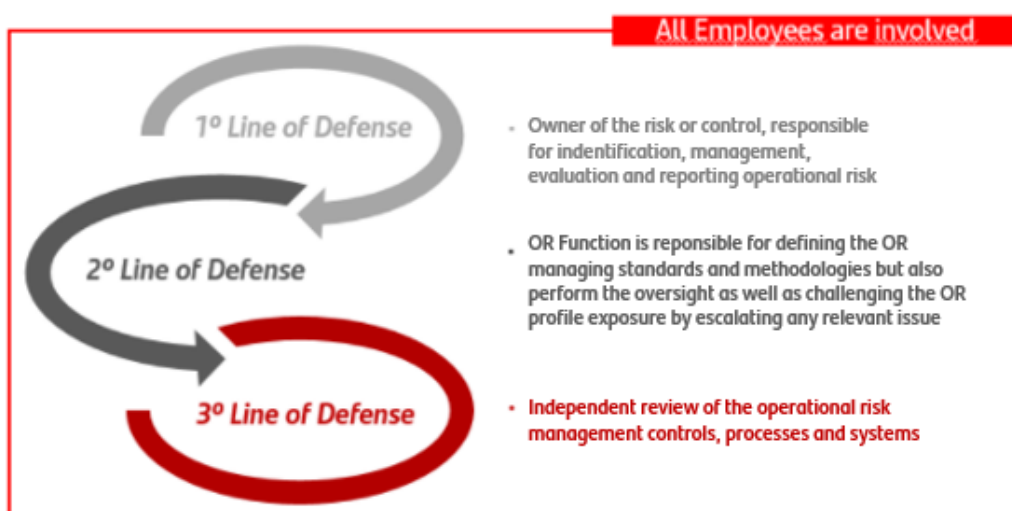 All Employees are involved
1º Line of Defense
• Owner of the risk or control, responsible
for indentification, management,
evaluation and reporting operational risk
2º Line of Defense
• OR Function is reponsible for defining the OR
managing standards and methodologies but also
perform the oversight as well as challenging the OR
profile exposure by escalating any relevant issue
3º Line of Defense
• Independent review of the operational risk
management controls, processes and systems